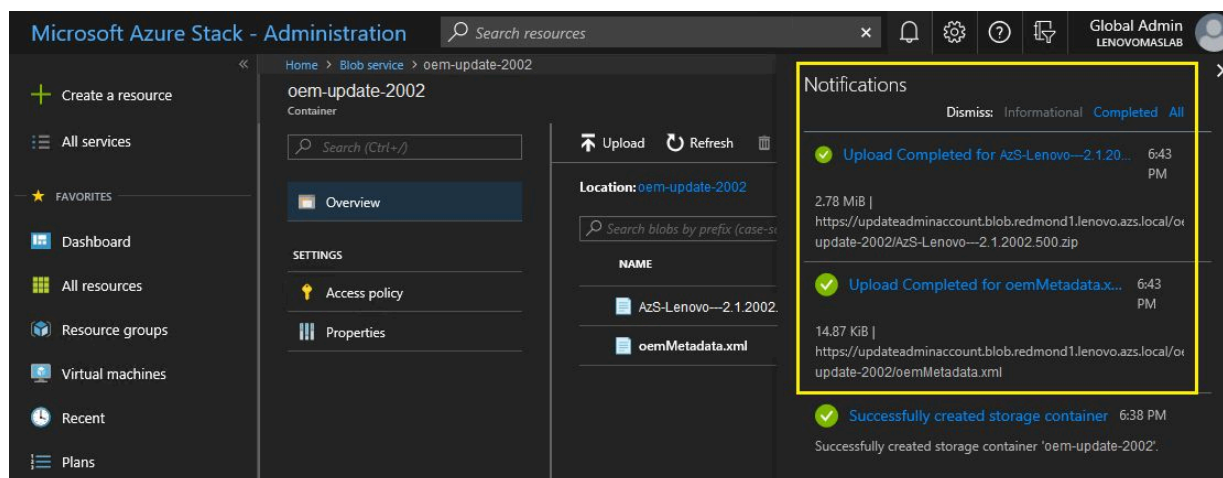 Microsoft Azure Stack - Administration
Search resources
Global Admin
LENOVOMASLAB
Create a resource
All services
FAVORITES
Dashboard
All resources
Resource groups
Virtual machines
Recent
Plans
Home > Blob service > oem-update-2002
oem-update-2002
Container
Search (Ctrl+/)
Overview
SETTINGS
Access policy
Properties
Upload Refresh
Location: oem-update-2002
Search blobs by prefix (case-se
NAME
AzS-Lenovo---2.1.2002.
oemMetadata.xml
Notifications
Dismiss: Informational Completed All
Upload Completed for AzS-Lenovo---2.1.20... 6:43
PM
2.78 MiB |
https://updateadminaccount.blob.redmond1.lenovo.azs.local/oe
update-2002/AzS-Lenovo---2.1.2002.500.zip
Upload Completed for oemMetadata.x... 6:43
PM
14.87 KiB |
https://updateadminaccount.blob.redmond1.lenovo.azs.local/oe
update-2002/oemMetadata.xml
Successfully created storage container 6:38 PM
Successfully created storage container 'oem-update-2002'.